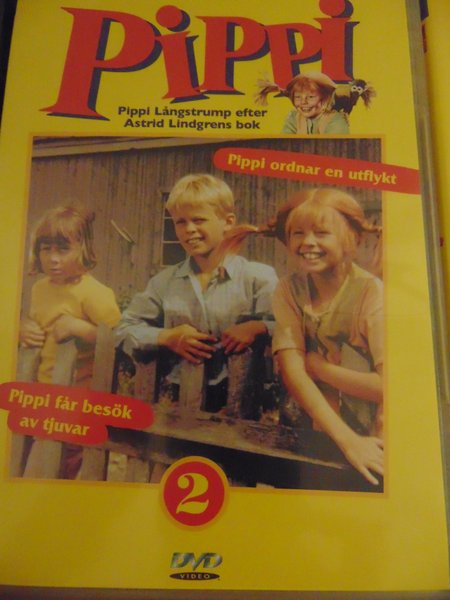 Pippi
Pippi Långstrump efter
Astrid Lindgrens bok
Pippi ordnar en utflykt
Pippi får besök
av tjuvar
2
DVD
VIDEO